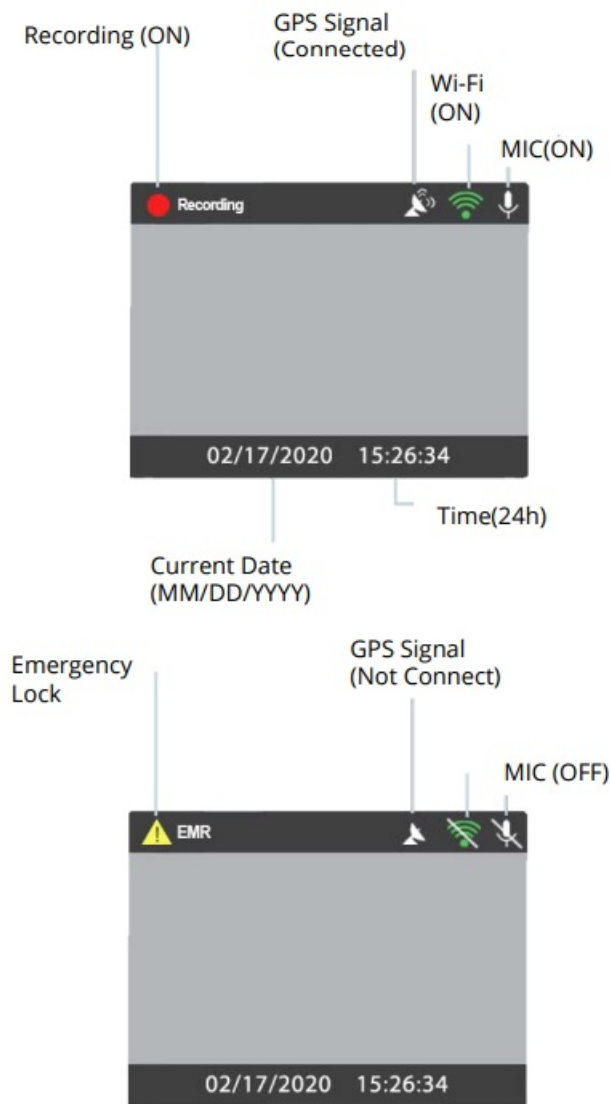 Recording (ON)
GPS Signal
(Connected)
Wi-Fi
(ON)
MIC(ON)
Recording
02/17/2020 15:26:34
Time(24h)
Current Date
(MM/DD/YYYY)
Emergency
Lock
GPS Signal
(Not Connect)
MIC (OFF)
EMR
02/17/2020 15:26:34